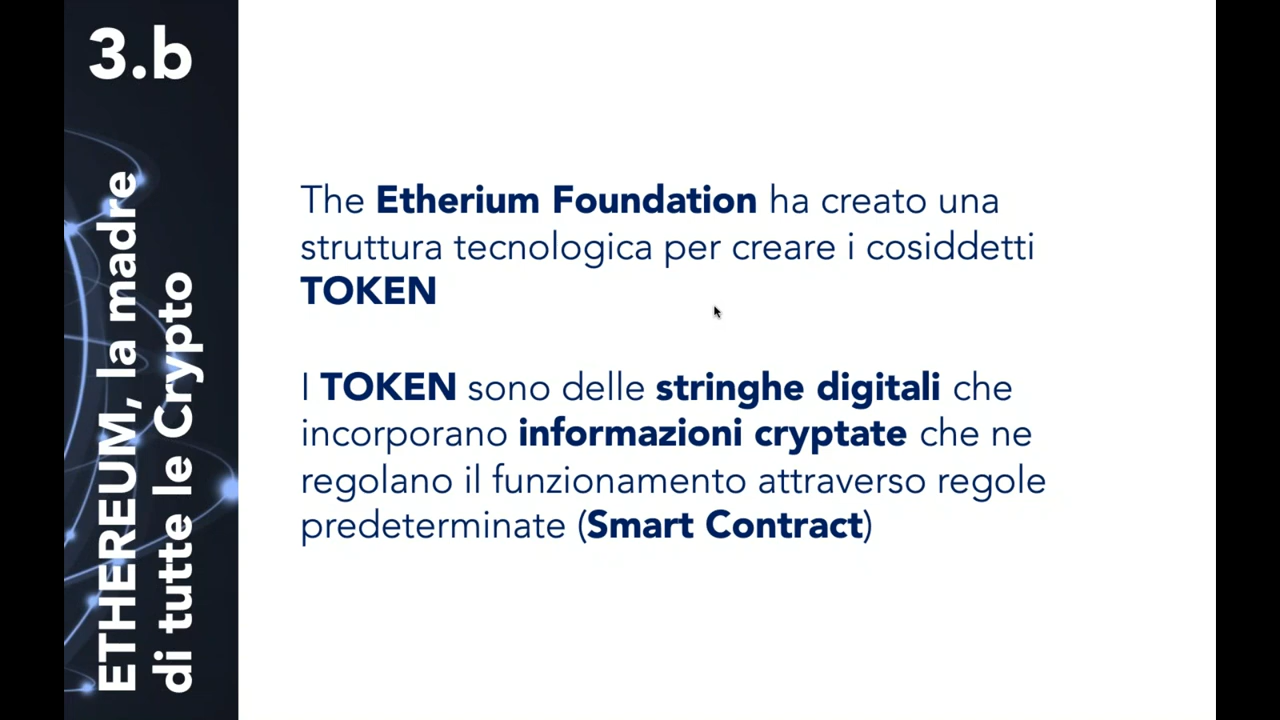 3.b
ETHEREUM, la madre
di tutte le Crypto
The Etherium Foundation ha creato una
struttura tecnologica per creare i cosiddetti
TOKEN
I TOKEN sono delle stringhe digitali che
incorporano informazioni cryptate che ne
regolano il funzionamento attraverso regole
predeterminate (Smart Contract)